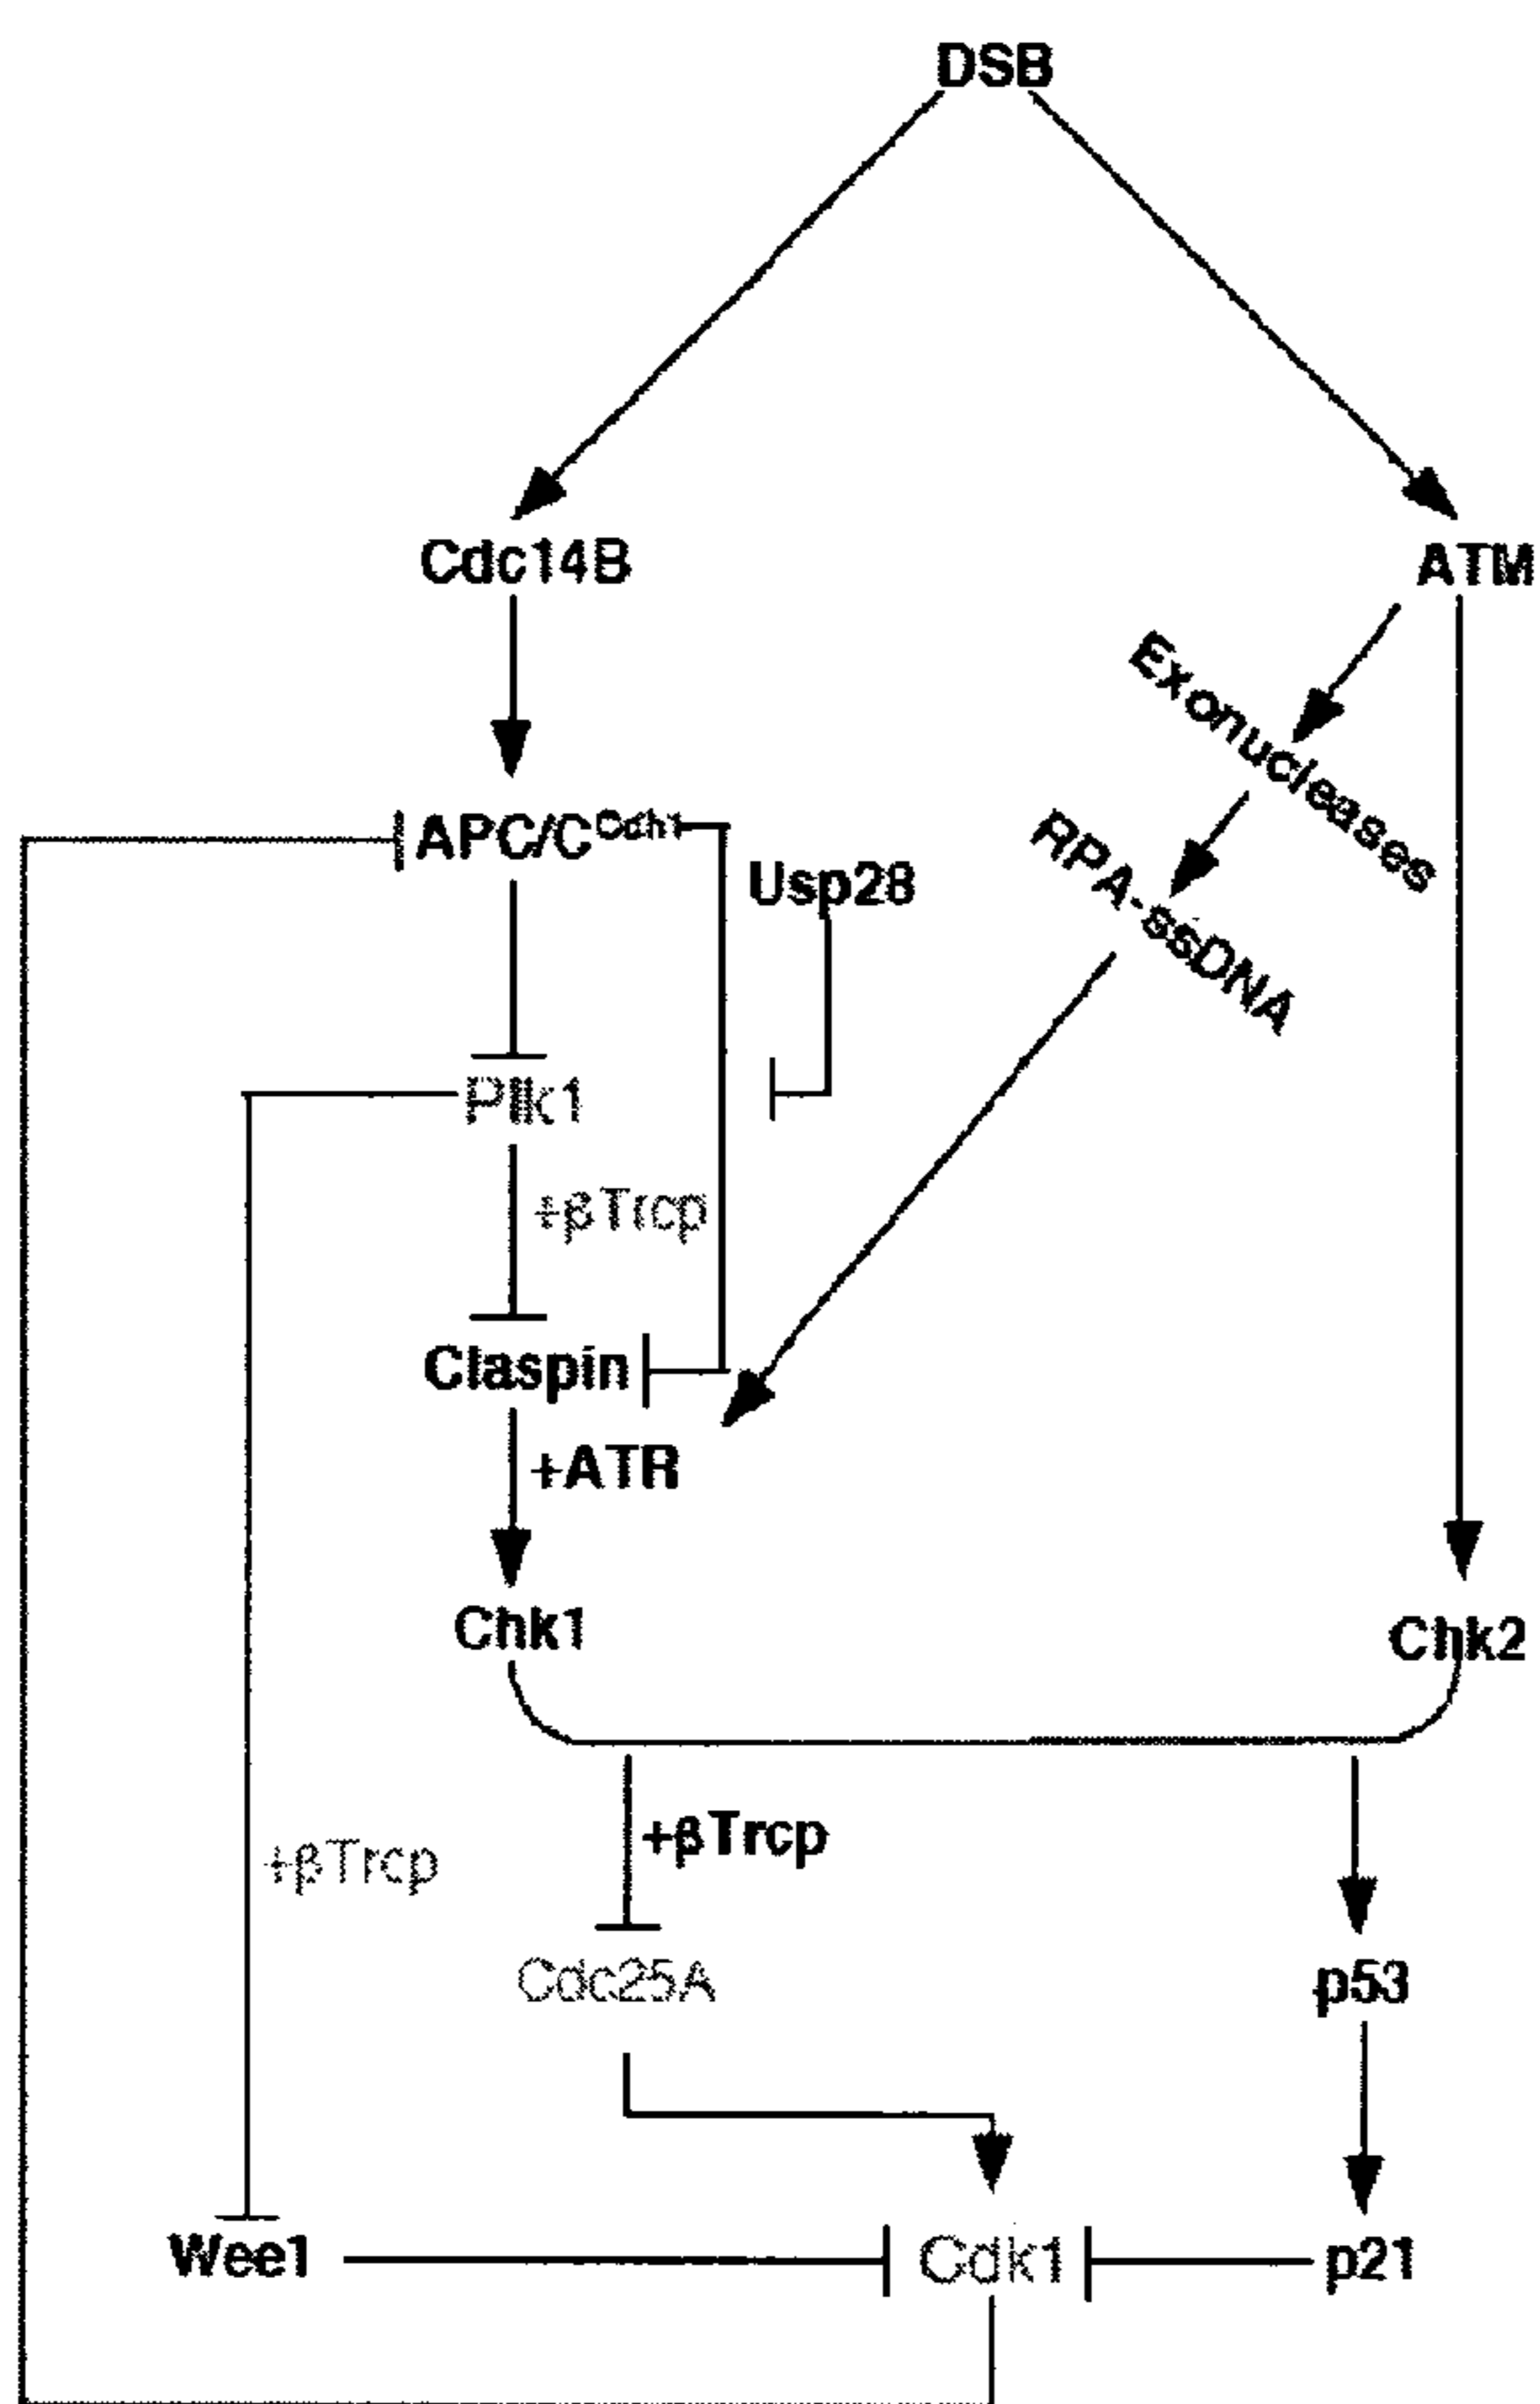 DSB
Cdc14B
ATM
Exonucleases
APC/C^Cdh1
Usp28
RPA-ssDNA
Plk1
+βTrcp
Claspin
+ATR
Chk1
Chk2
+βTrcp
+βTrcp
Cdc25A
p53
Wee1
Cdk1
p21